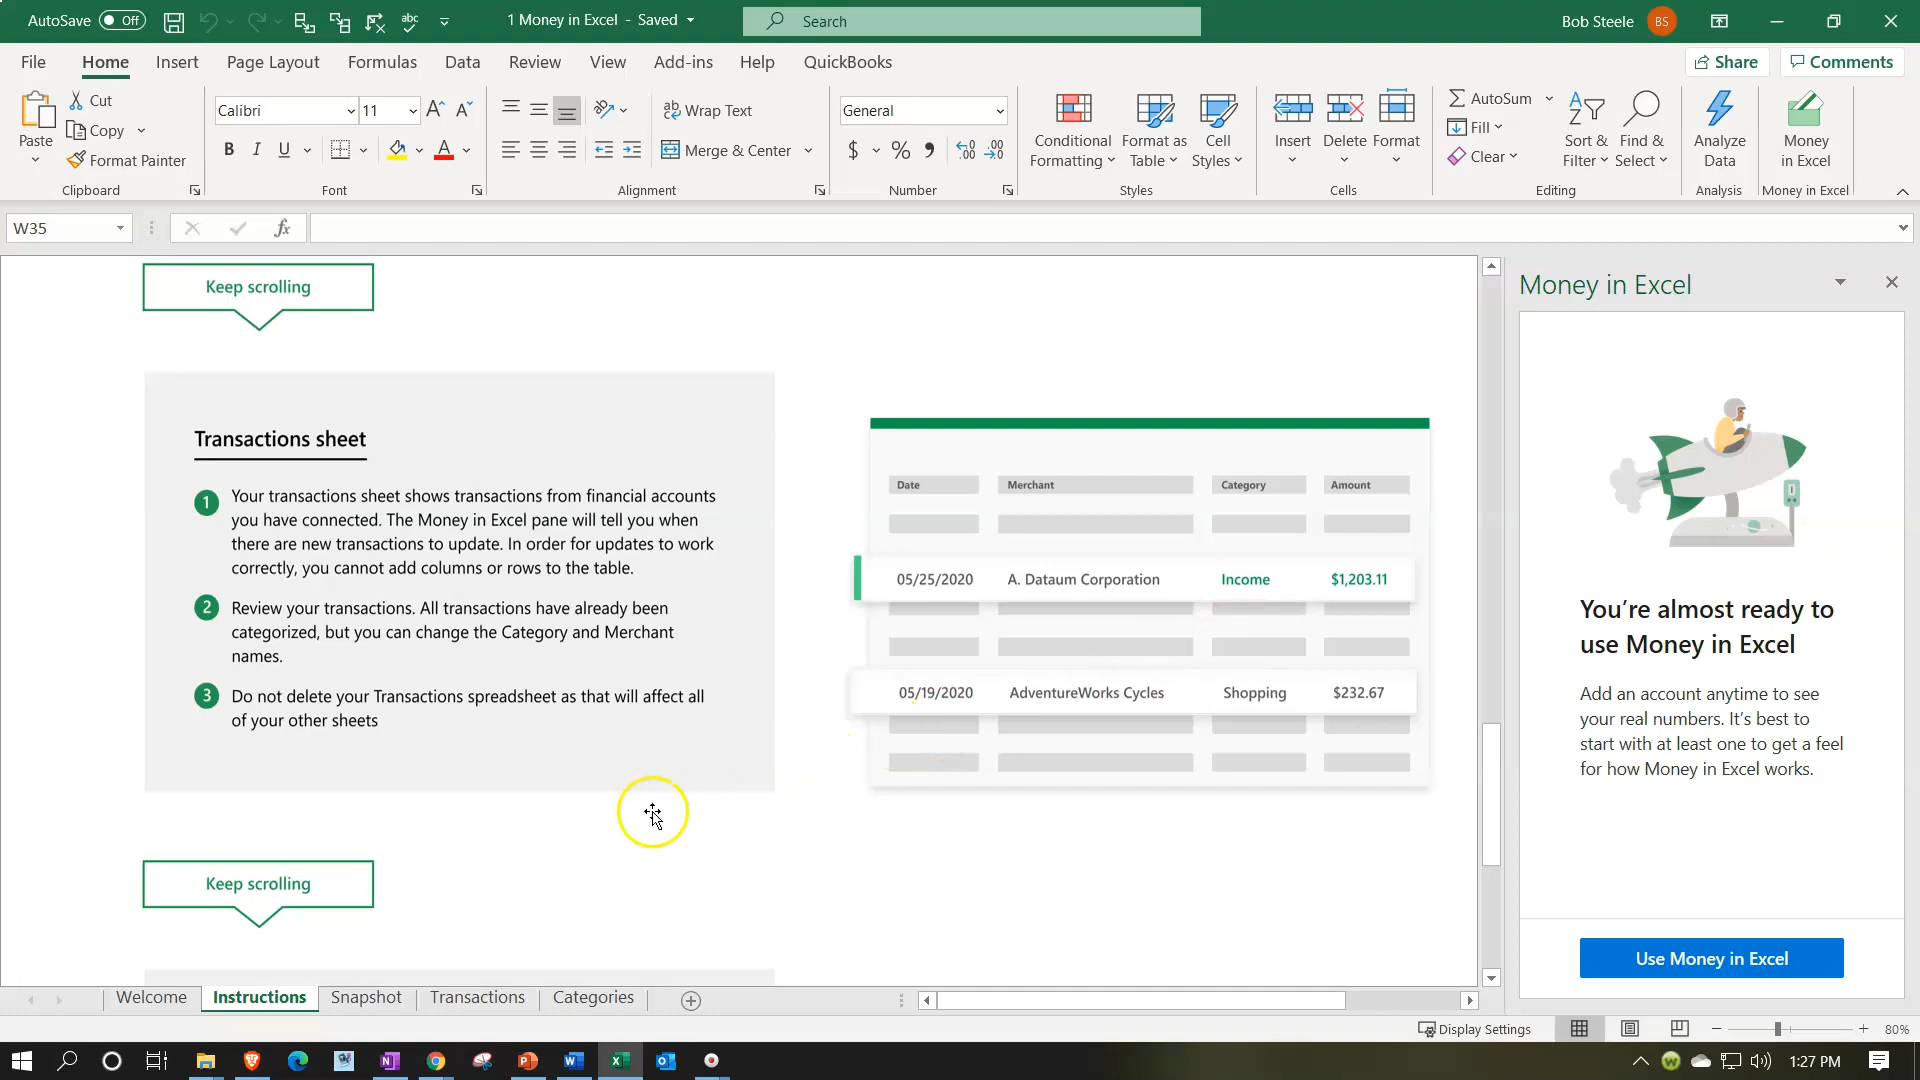 AutoSave Off
abc
1 Money in Excel - Saved
Search
Bob Steele BS
File Home Insert Page Layout Formulas Data Review View Add-ins Help QuickBooks
Share Comments
Paste
Cut
Copy
Format Painter
Clipboard
Calibri 11
B I U
Font
Wrap Text
Merge & Center
Alignment
General
$ % 9
Number
Conditional Formatting
Format as Table
Cell Styles
Styles
Insert Delete Format
Cells
AutoSum
Fill
Clear
Sort & Filter
Find & Select
Editing
Analyze Data
Analysis
Money in Excel
Money in Excel
W35
fx
Keep scrolling
Transactions sheet
1 Your transactions sheet shows transactions from financial accounts
you have connected. The Money in Excel pane will tell you when
there are new transactions to update. In order for updates to work
correctly, you cannot add columns or rows to the table.
2 Review your transactions. All transactions have already been
categorized, but you can change the Category and Merchant
names.
3 Do not delete your Transactions spreadsheet as that will affect all
of your other sheets
Date Merchant Category Amount
05/25/2020 A. Dataum Corporation Income $1,203.11
05/19/2020 AdventureWorks Cycles Shopping $232.67
Keep scrolling
Money in Excel
You're almost ready to
use Money in Excel
Add an account anytime to see
your real numbers. It's best to
start with at least one to get a feel
for how Money in Excel works.
Use Money in Excel
Welcome Instructions Snapshot Transactions Categories
Display Settings
80%
1:27 PM